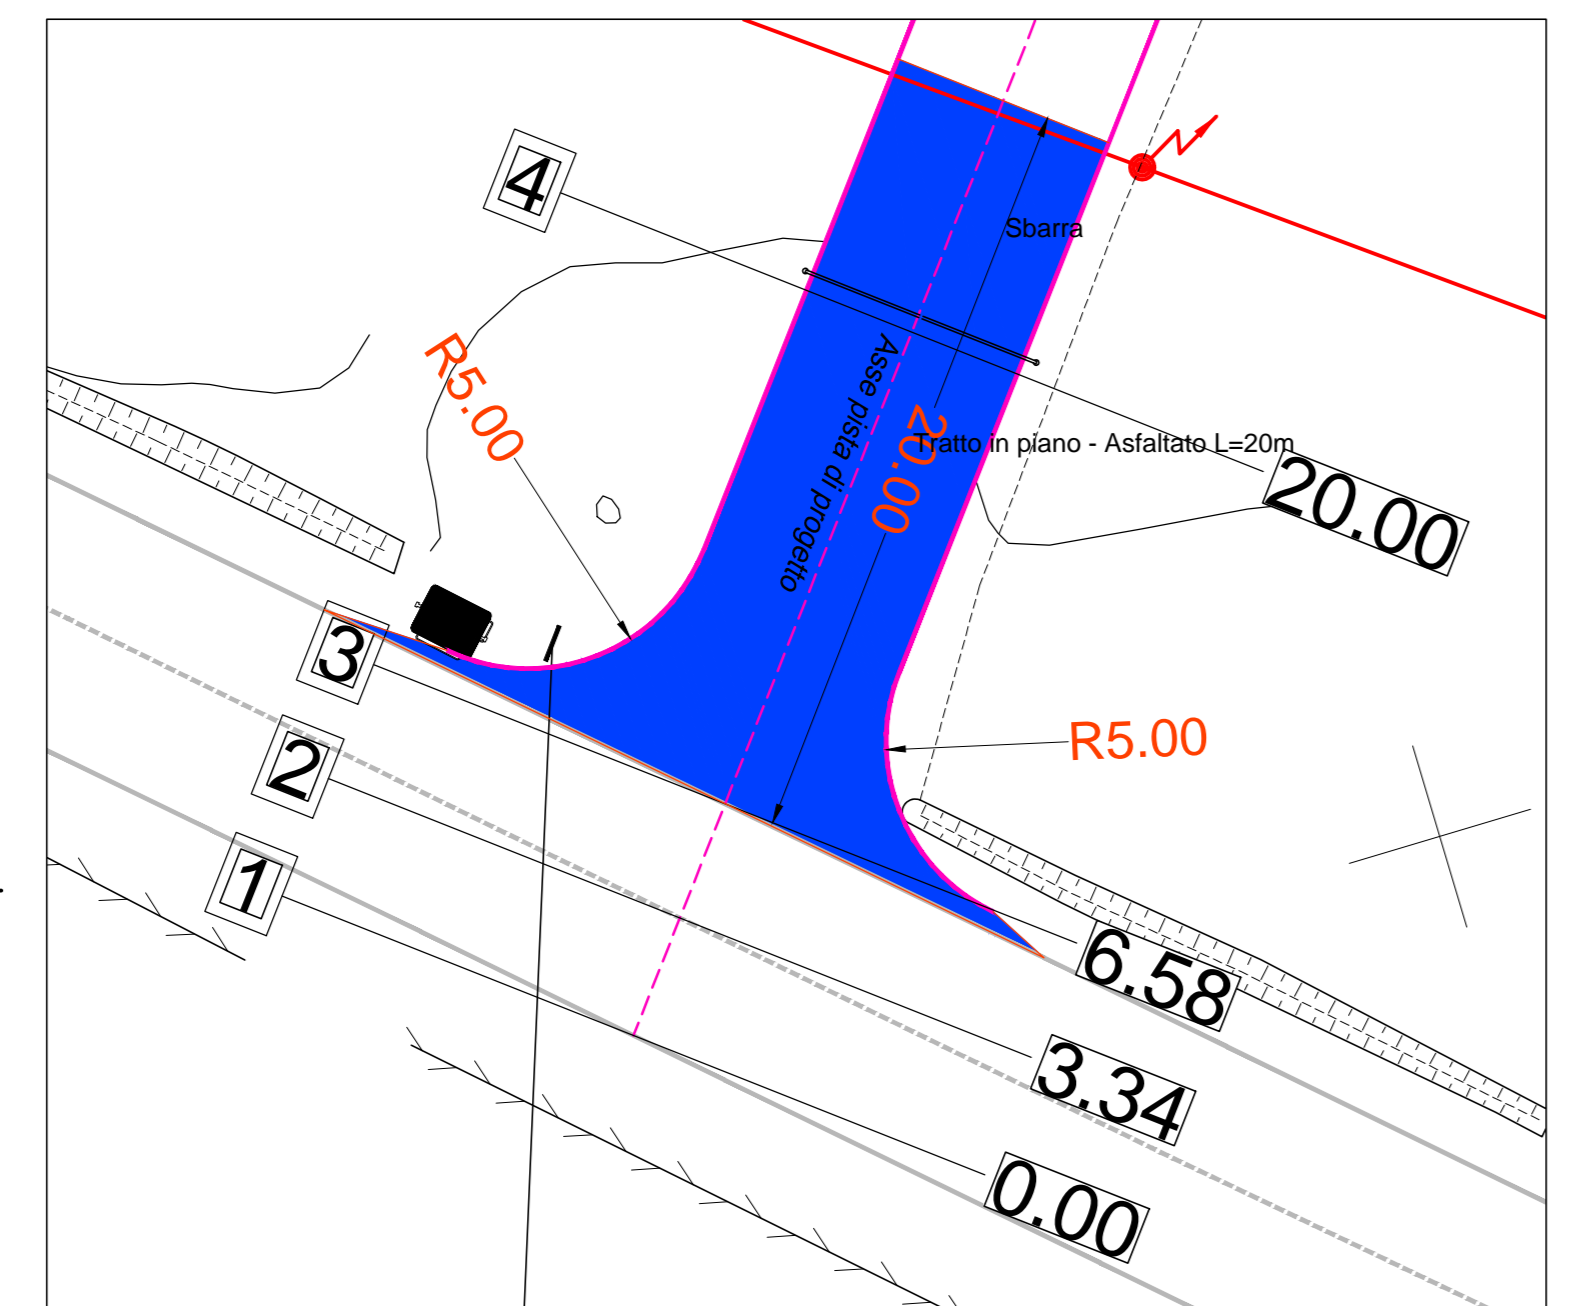 4
Sbarra
R5.00
Asse pista di progetto
20.00
Tratto in piano - Asfaltato L=20m
20.00
3
R5.00
2
1
6.58
3.34
0.00